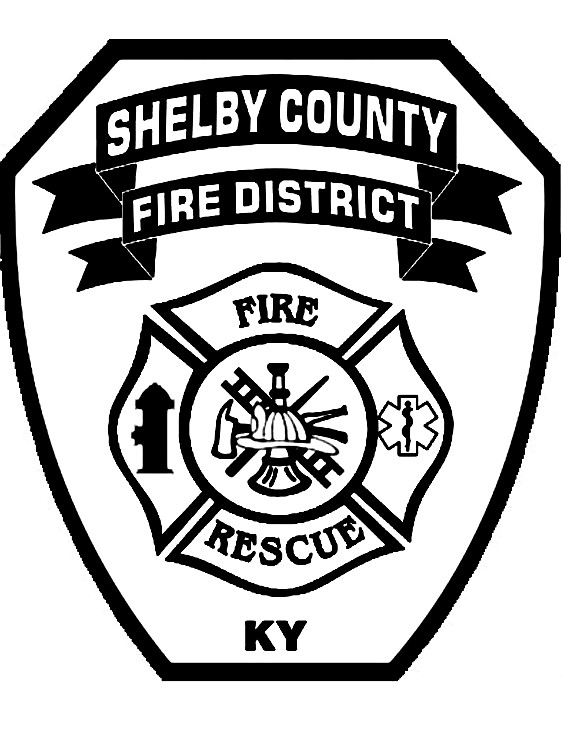 SHELBY COUNTY
FIRE DISTRICT
FIRE
RESCUE
KY